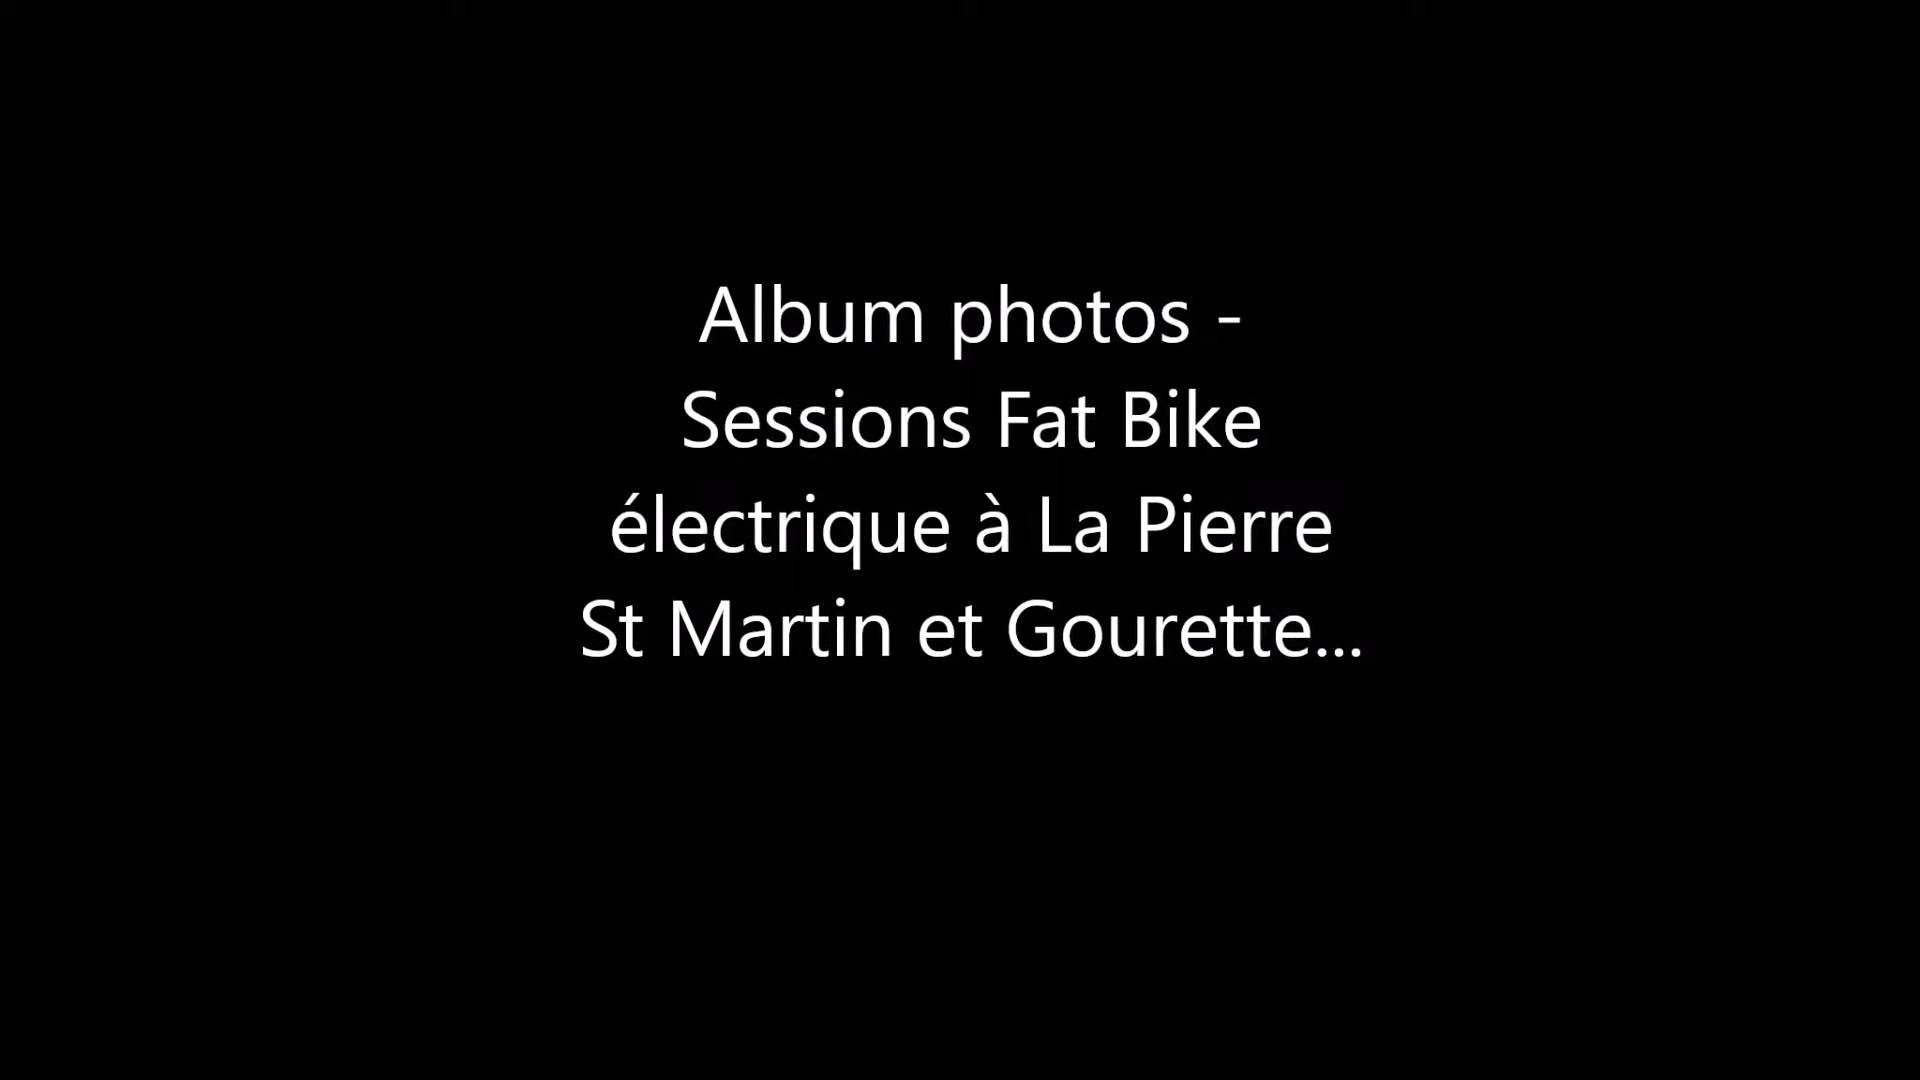 Album photos -
Sessions Fat Bike
électrique à La Pierre
St Martin et Gourette...